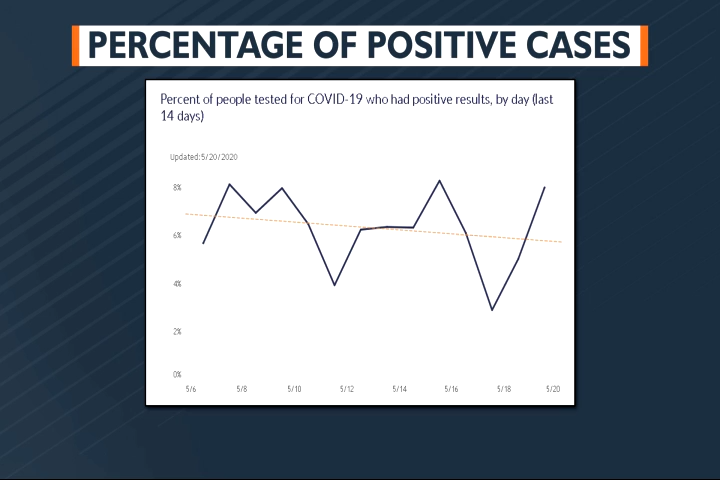 PERCENTAGE OF POSITIVE CASES
Percent of people tested for COVID-19 who had positive results, by day (last
14 days)
Updated:5/20/2020
8%
6%
4%
2%
0%
5/6 5/8 5/10 5/12 5/14 5/16 5/18 5/20